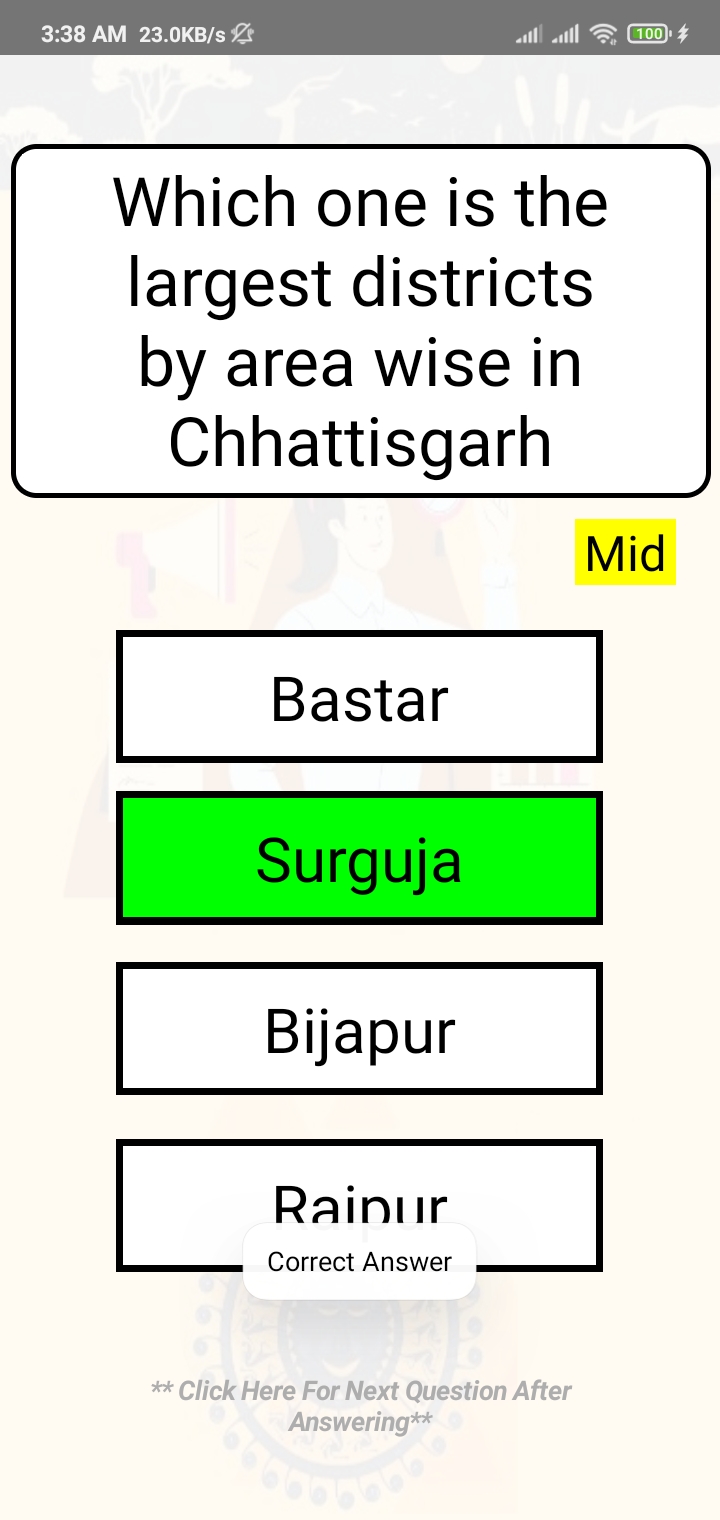 3:38 AM 23.0KB/s 100
Which one is the
largest districts
by area wise in
Chhattisgarh
Mid
Bastar
Surguja
Bijapur
Raipur
Correct Answer
** Click Here For Next Question After
Answering**